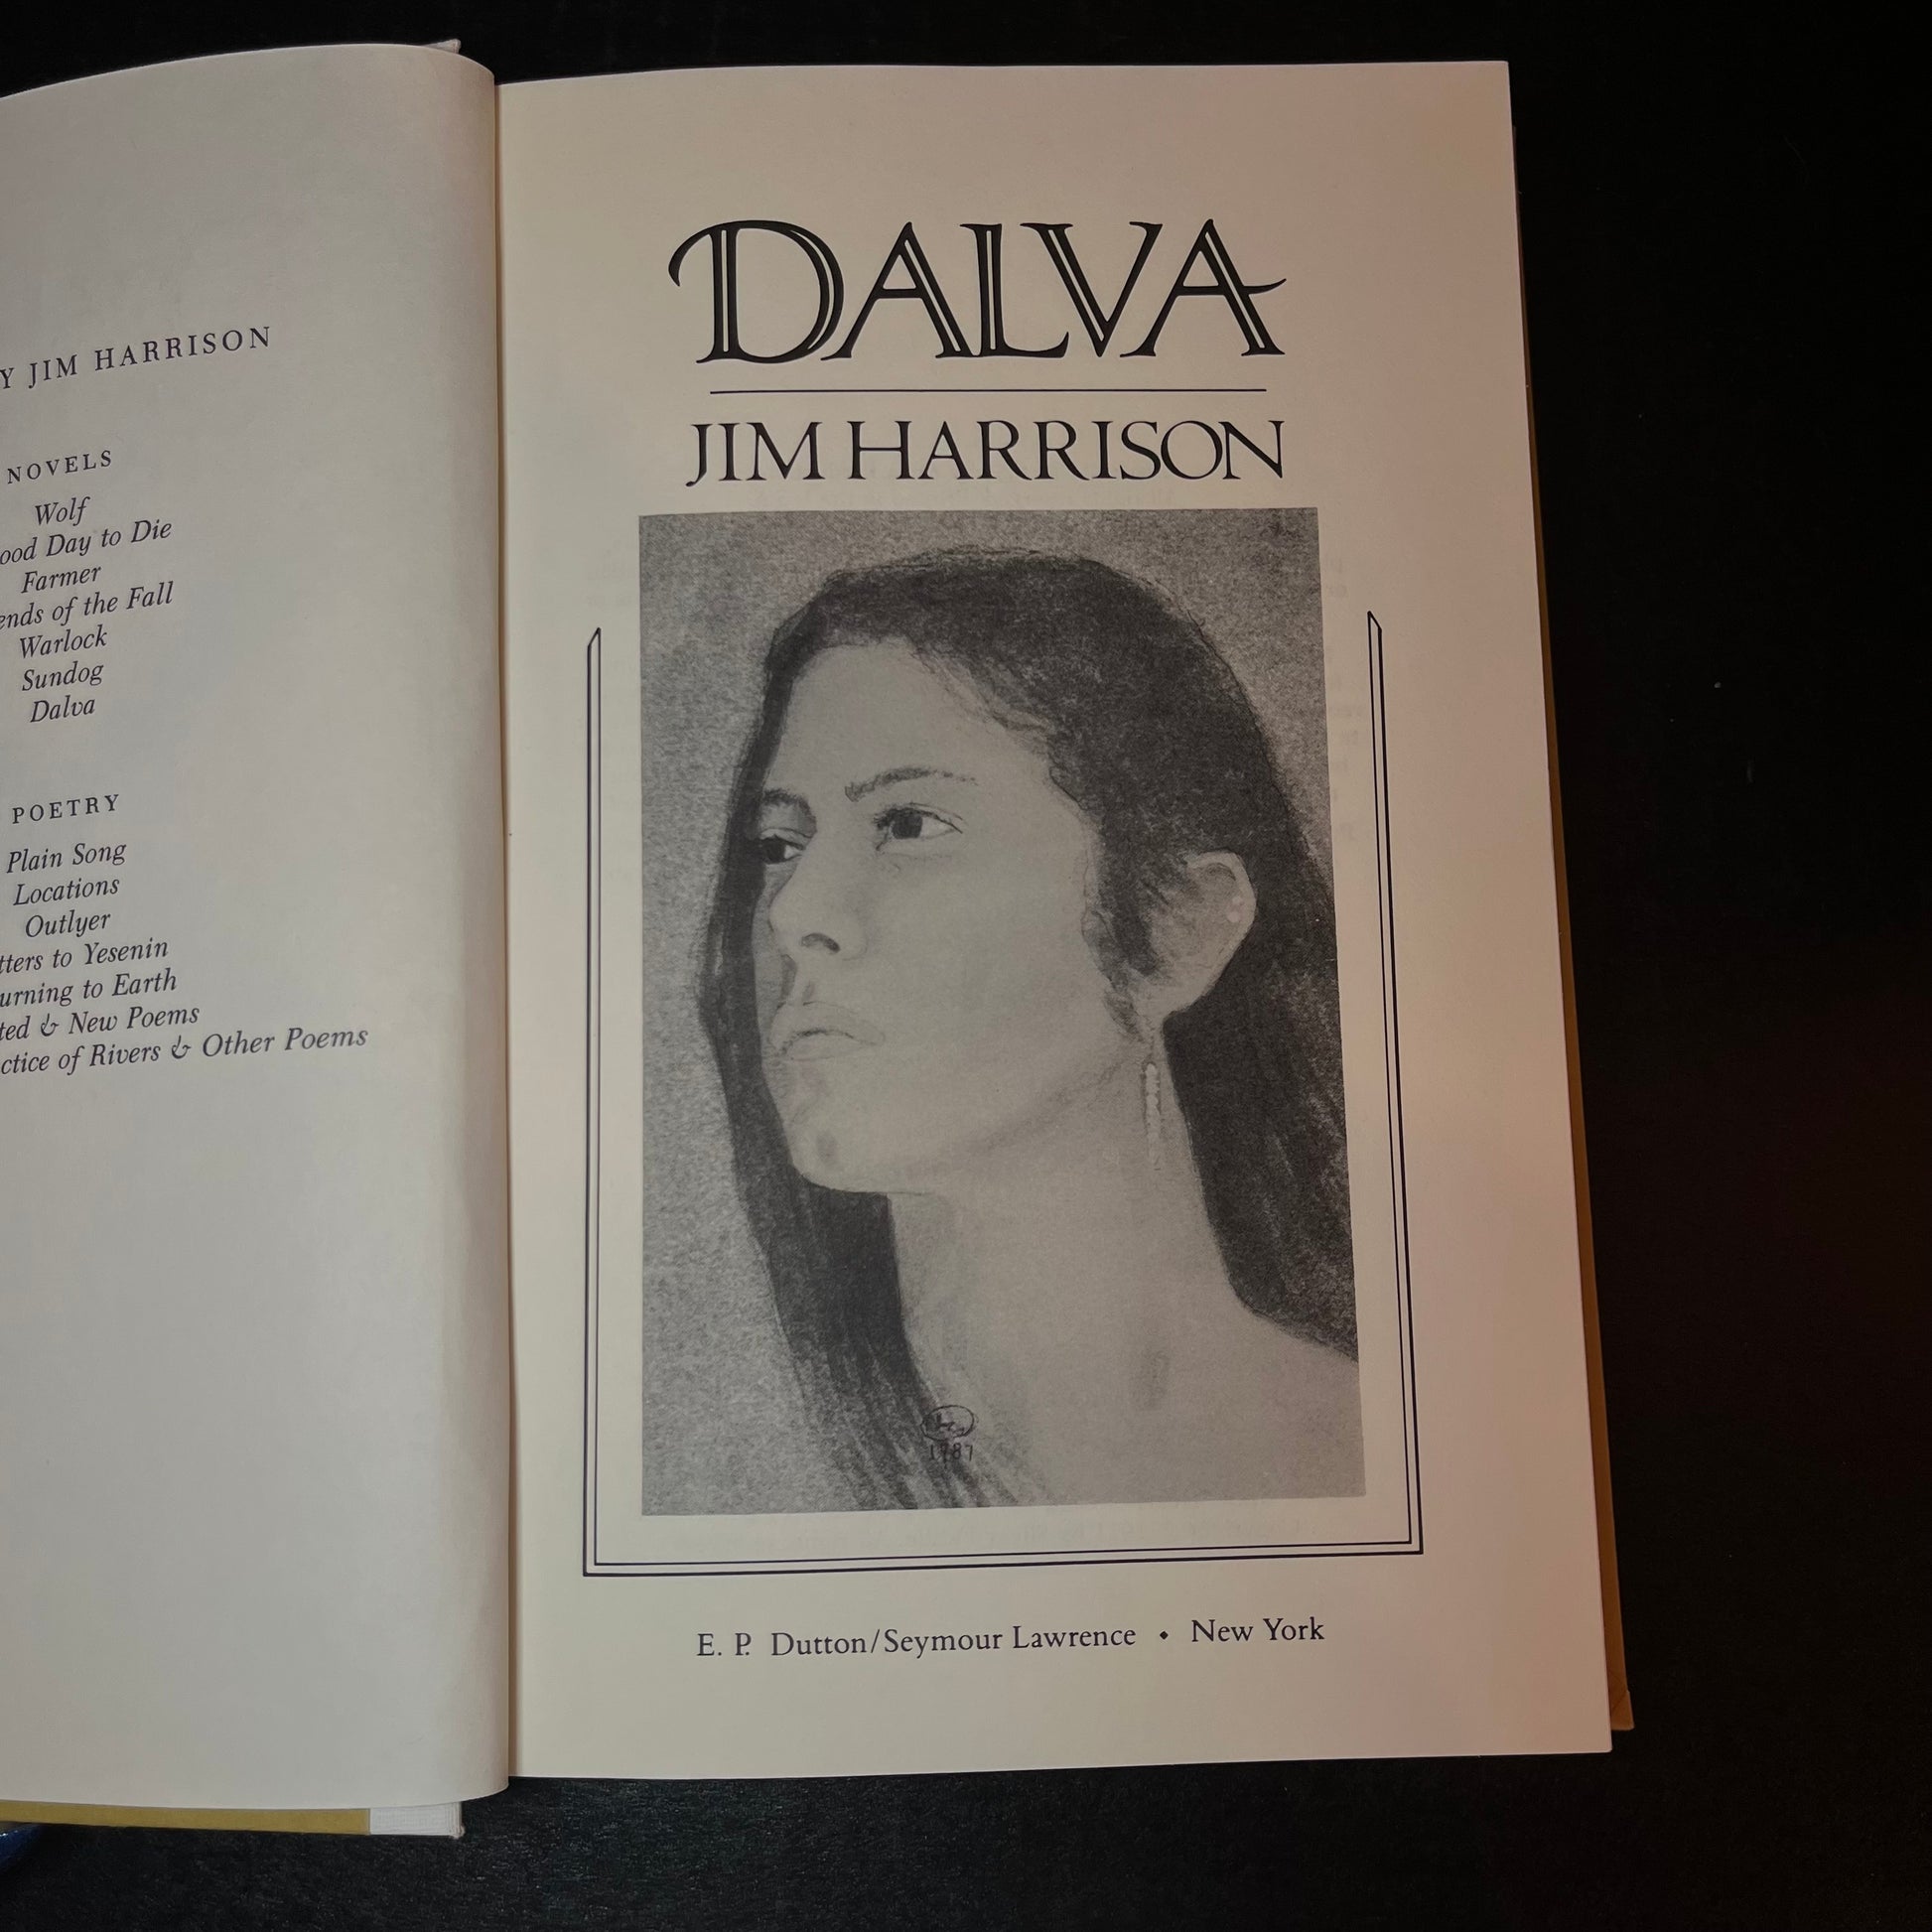 Y JIM HARRISON
NOVELS
Wolf
ood Day to Die
Farmer
ends of the Fall
Warlock
Sundog
Dalva
POETRY
Plain Song
Locations
Outlyer
tters to Yesenin
urning to Earth
ted & New Poems
ctice of Rivers & Other Poems
DALVA
JIM HARRISON
1987
E. P. Dutton/Seymour Lawrence • New York